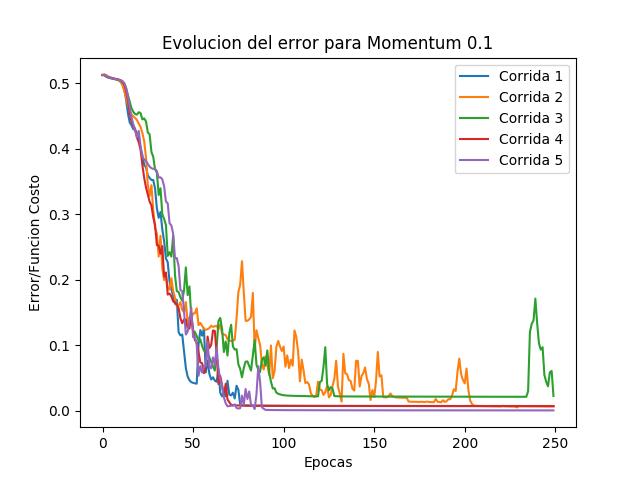 Evolucion del error para Momentum 0.1
Error/Funcion Costo
0.5
0.4
0.3
0.2
0.1
0.0
Corrida 1
Corrida 2
Corrida 3
Corrida 4
Corrida 5
0 50 100 150 200 250
Epocas